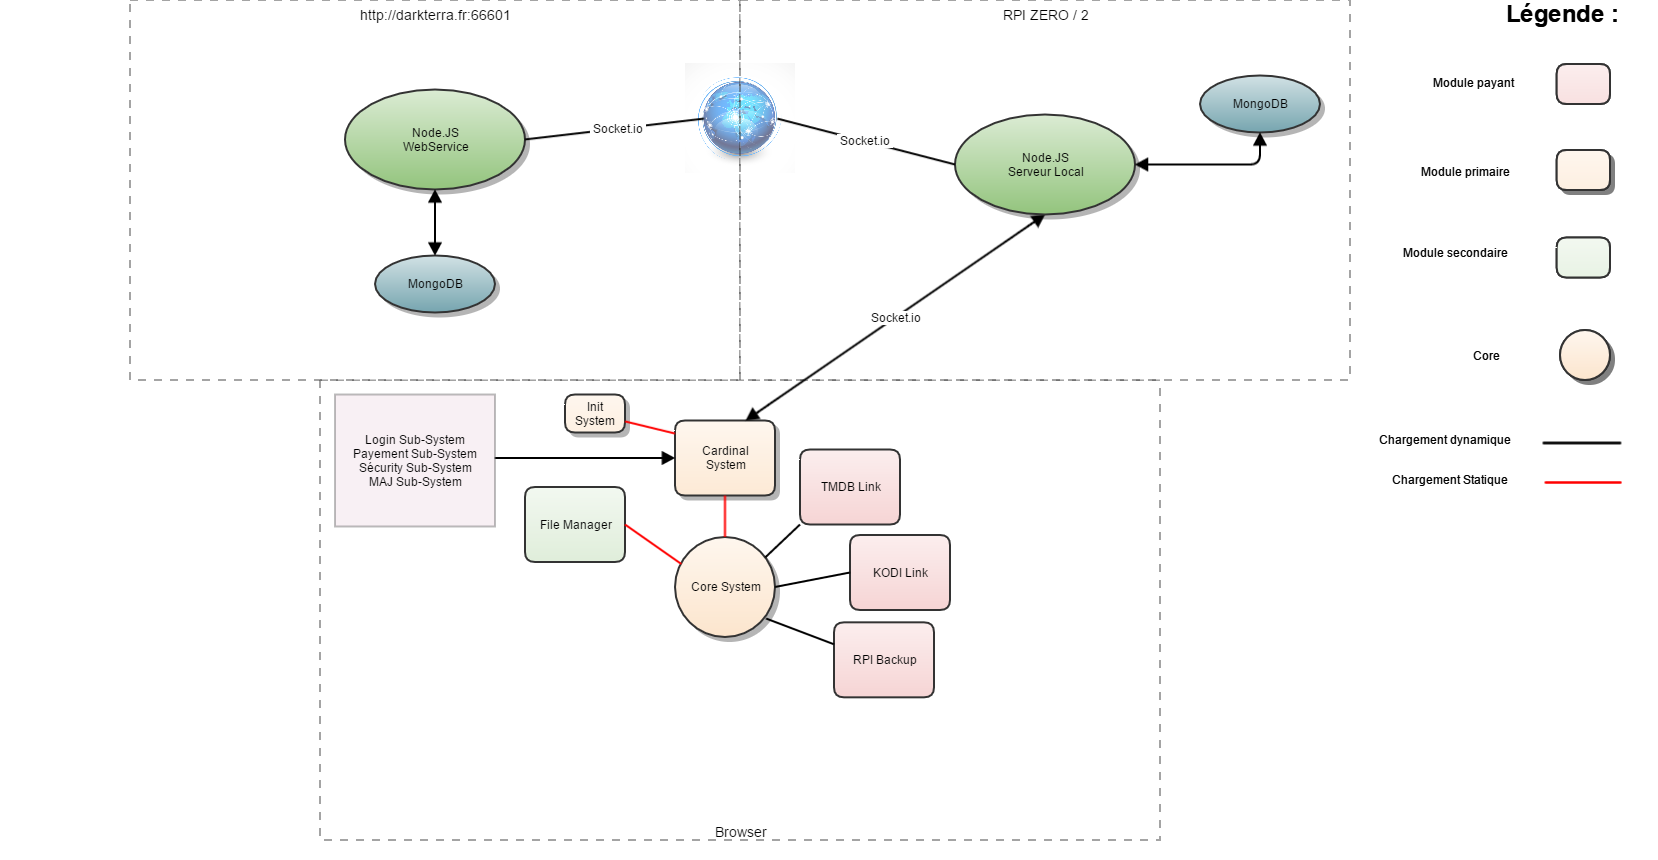 http://darkterra.fr:66601
RPI ZERO / 2
Légende :
Module payant
MongoDB
Node.JS
WebService
Socket.io
Socket.io
Node.JS
Serveur Local
Module primaire
Module secondaire
MongoDB
Socket.io
Core
Init
System
Login Sub-System
Payement Sub-System
Sécurity Sub-System
MAJ Sub-System
Cardinal
System
Chargement dynamique
Chargement Statique
TMDB Link
File Manager
KODI Link
Core System
RPI Backup
Browser